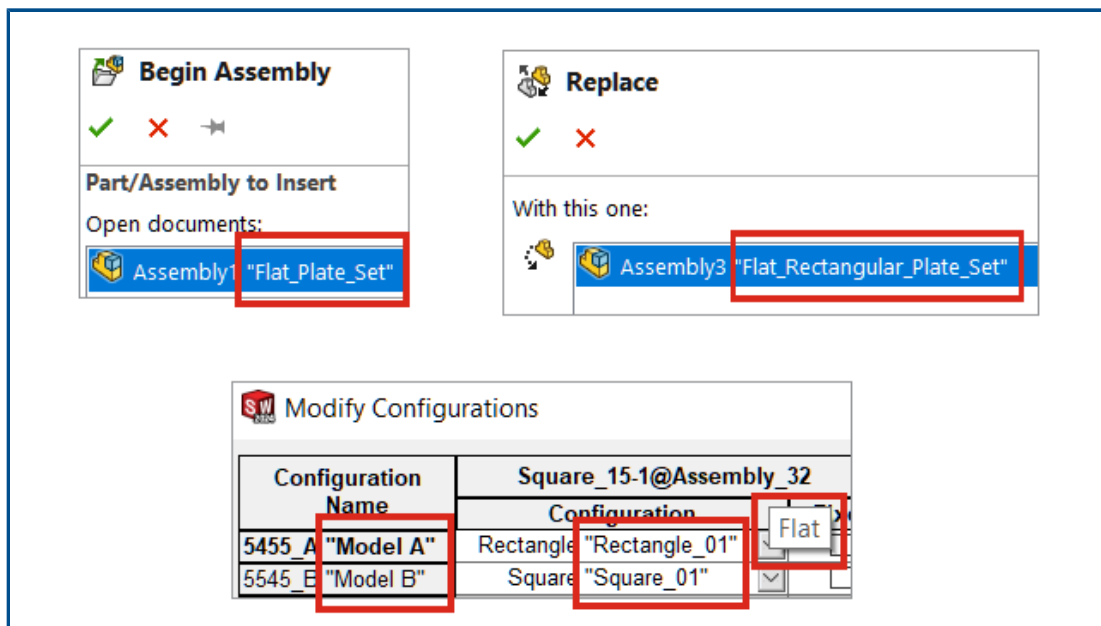 Begin Assembly
Part/Assembly to Insert
Open documents:
Assembly1 "Flat_Plate_Set"
Replace
With this one:
Assembly3 "Flat_Rectangular_Plate_Set"
SW Modify Configurations
Configuration Name
Square_15-1@Assembly_32
Configuration
Flat
5455_A "Model A" Rectangle "Rectangle_01"
5545_B "Model B" Square "Square_01"